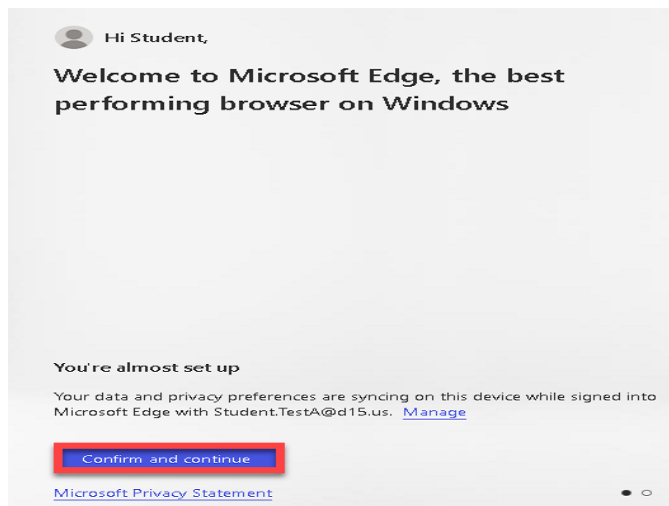 Hi Student,
Welcome to Microsoft Edge, the best
performing browser on Windows
You're almost set up
Your data and privacy preferences are syncing on this device while signed into
Microsoft Edge with Student.TestA@d15.us. Manage
Confirm and continue
Microsoft Privacy Statement